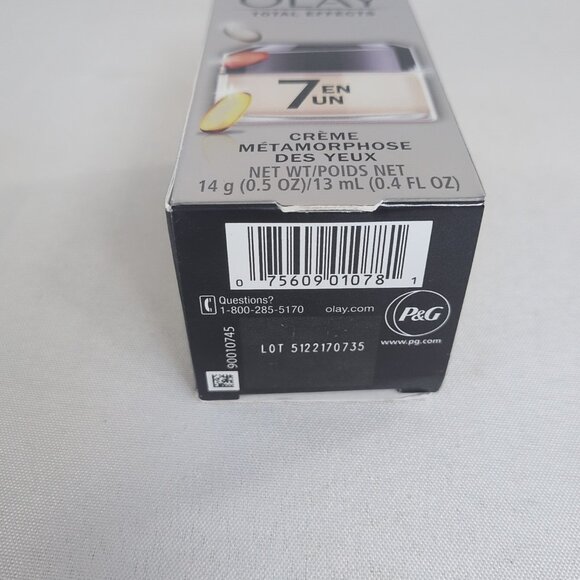 OLAY
TOTAL EFFECTS
7 EN UN
CRÈME
MÉTAMORPHOSE
DES YEUX
NET WT/POIDS NET
14 g (0.5 OZ)/13 mL (0.4 FL OZ)
0 75609 01078 1
Questions?
1-800-285-5170 olay.com
P&G
www.pg.com
90010745
LOT 5122170735